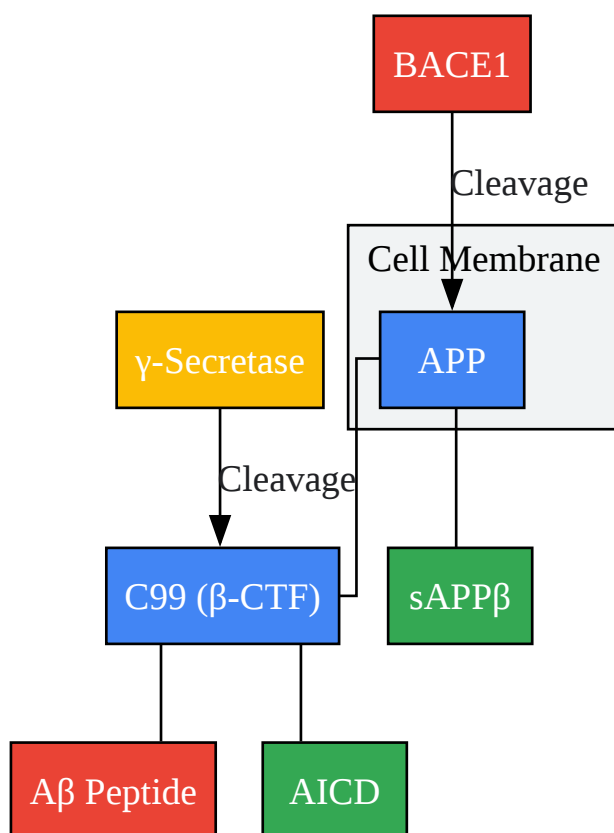 BACE1
Cleavage
Cell Membrane
γ-Secretase
APP
Cleavage
C99 (β-CTF)
sAPPβ
Aβ Peptide
AICD